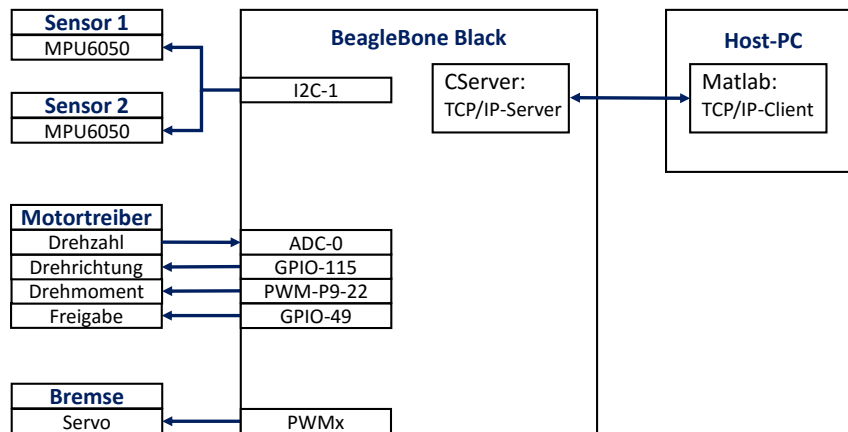 Sensor 1
MPU6050
Sensor 2
MPU6050
Motortreiber
Drehzahl
Drehrichtung
Drehmoment
Freigabe
Bremse
Servo
BeagleBone Black
I2C-1
CServer:
TCP/IP-Server
ADC-0
GPIO-115
PWM-P9-22
GPIO-49
PWMx
Host-PC
Matlab:
TCP/IP-Client